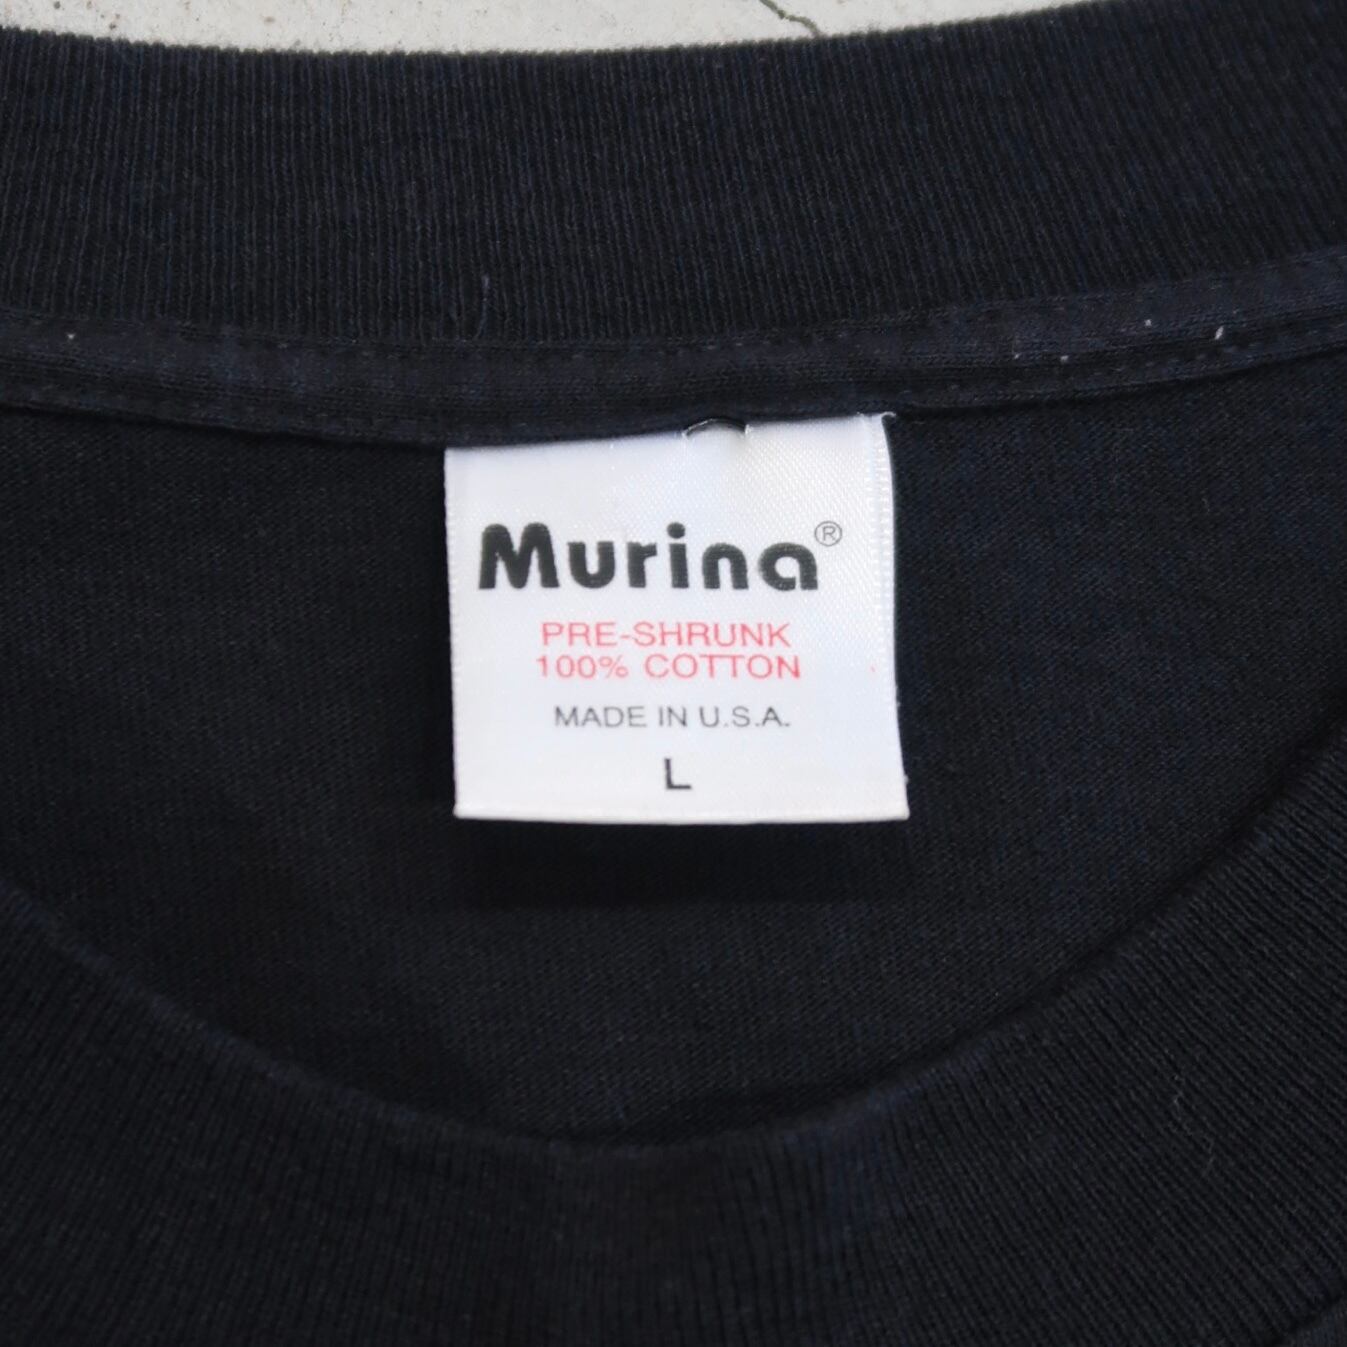 Murina®
PRE-SHRUNK
100% COTTON
MADE IN U.S.A.
L